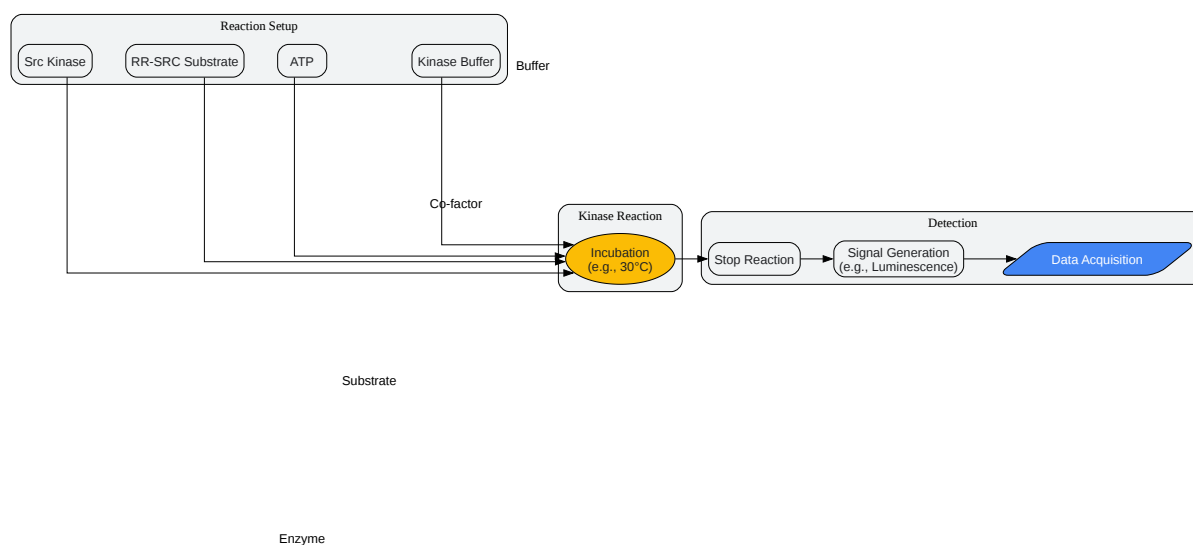 Reaction Setup
Src Kinase
RR-SRC Substrate
ATP
Kinase Buffer
Buffer
Co-factor
Kinase Reaction
Incubation
(e.g., 30°C)
Detection
Stop Reaction
Signal Generation
(e.g., Luminescence)
Data Acquisition
Substrate
Enzyme